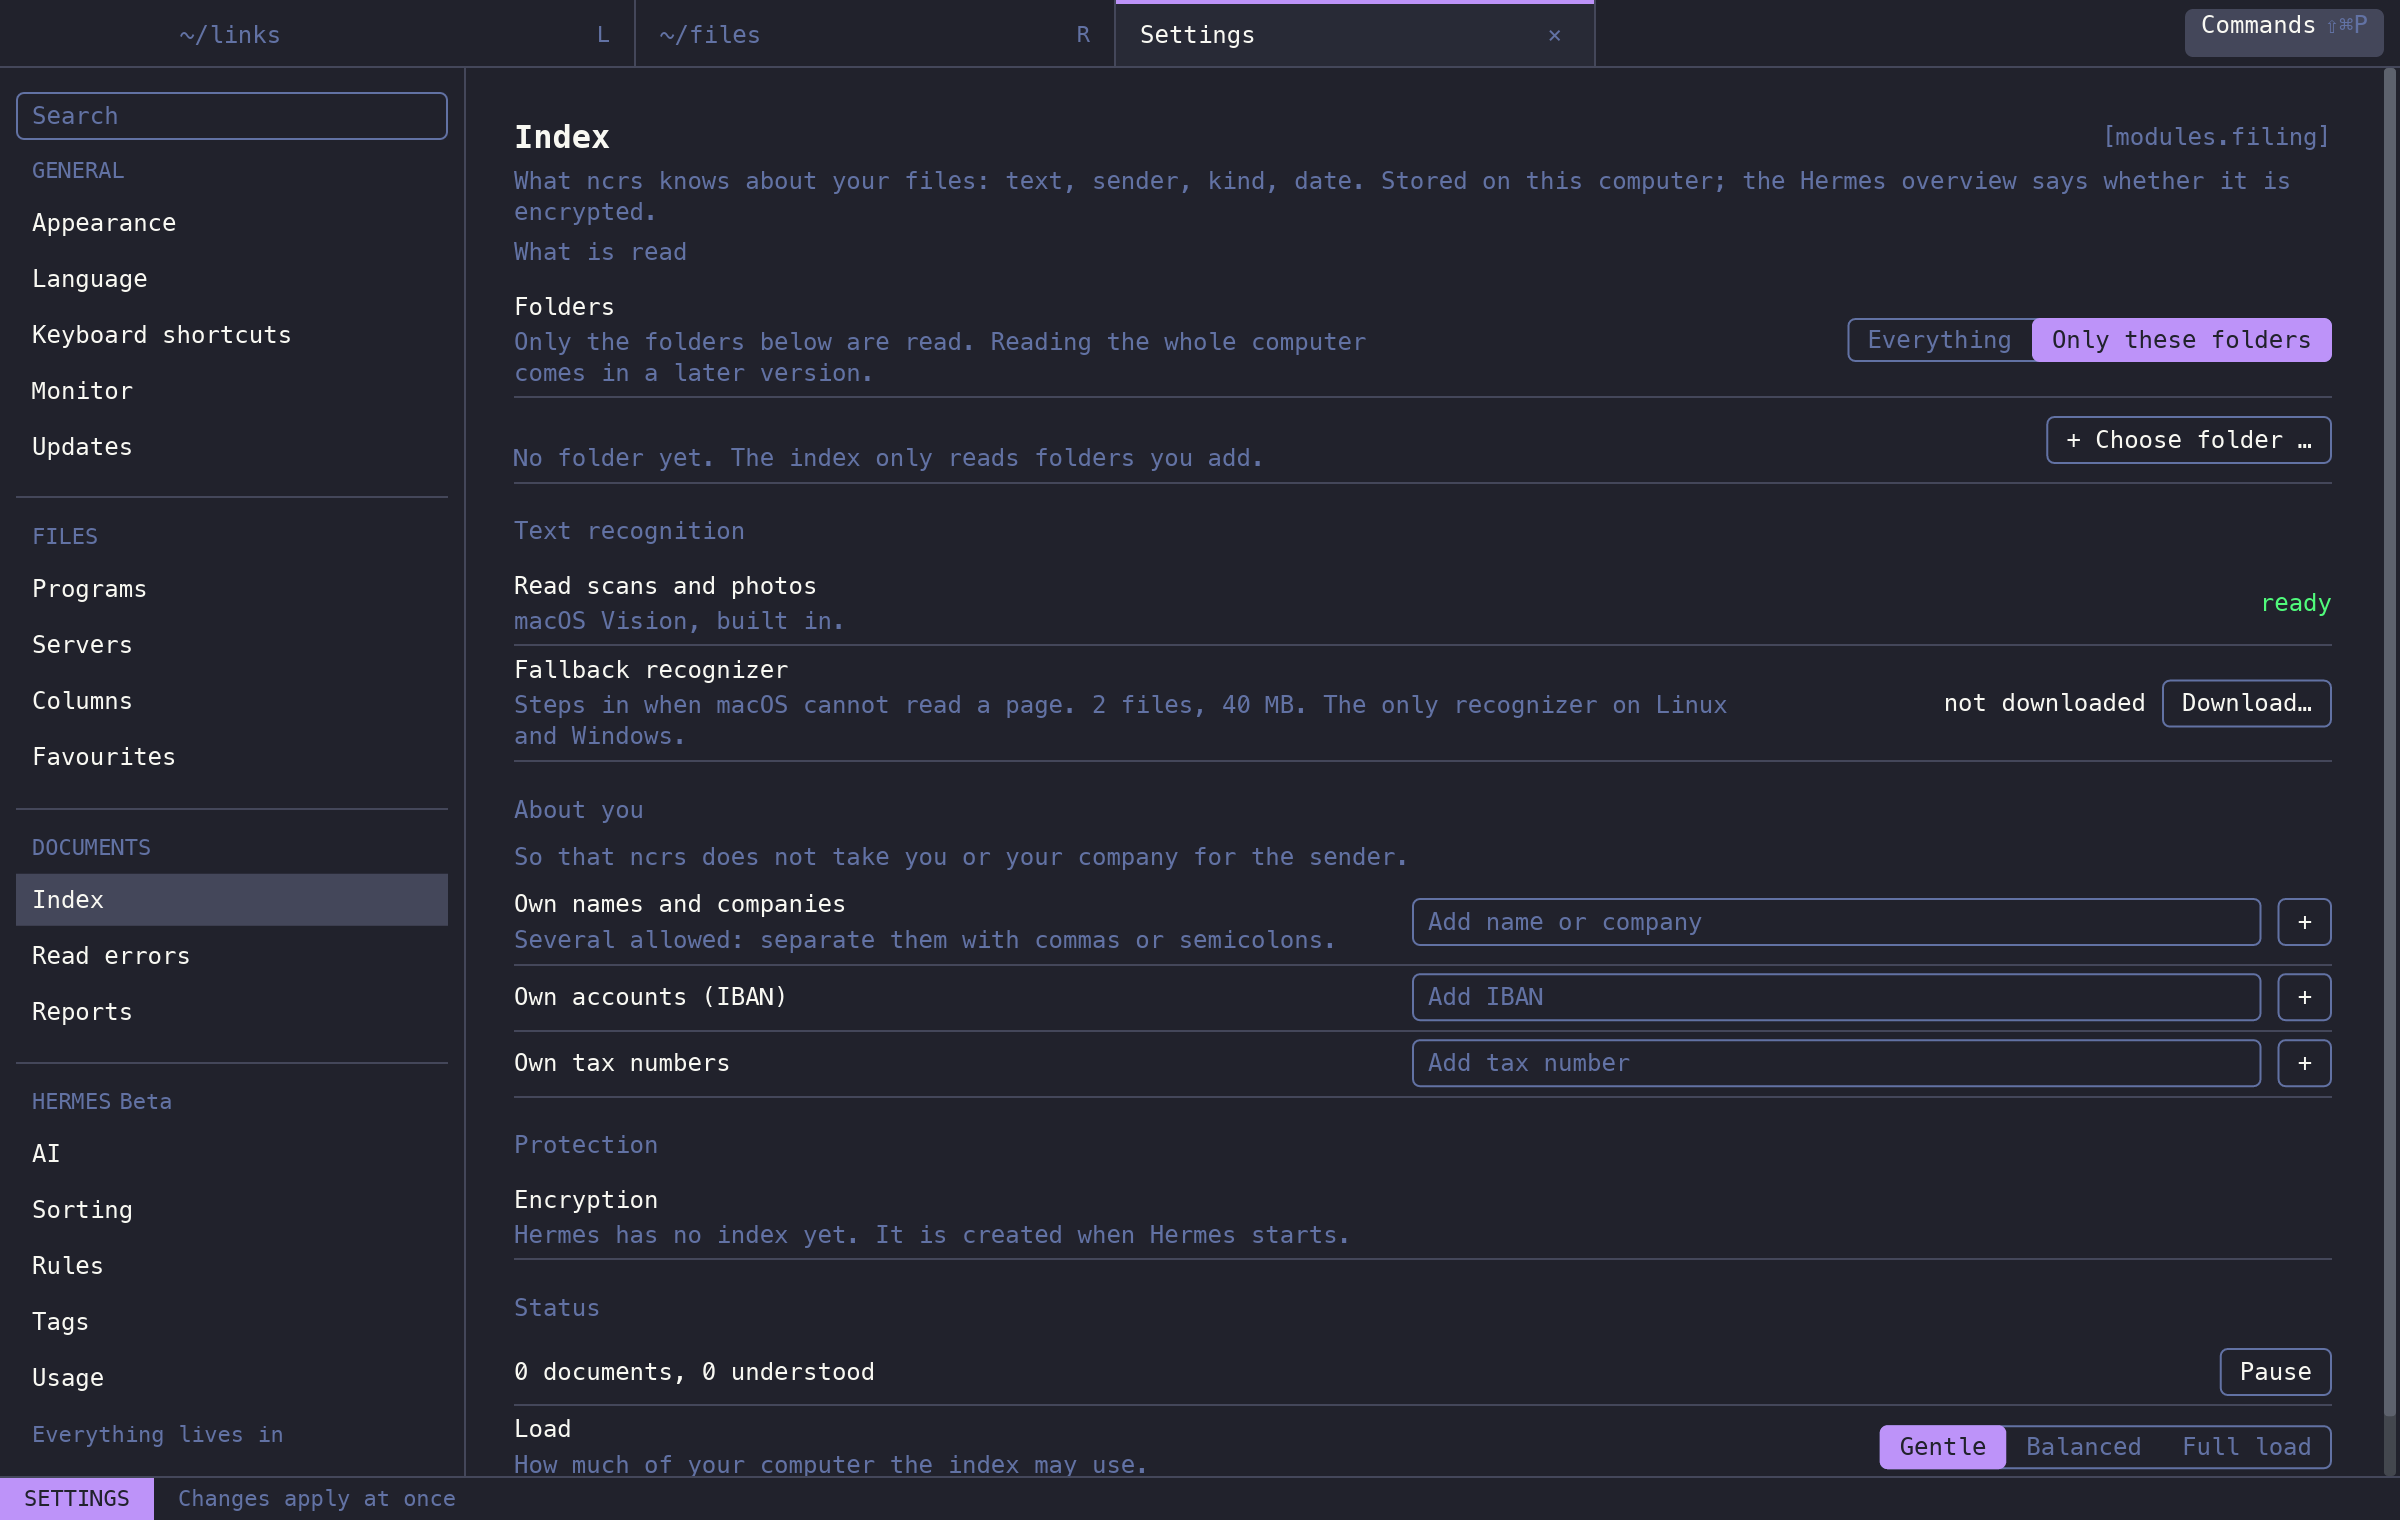 ~/links L ~/files R Settings × Commands ⇧⌘P
Search
GENERAL
Appearance
Language
Keyboard shortcuts
Monitor
Updates
FILES
Programs
Servers
Columns
Favourites
DOCUMENTS
Index
Read errors
Reports
HERMES Beta
AI
Sorting
Rules
Tags
Usage
Everything lives in
Index [modules.filing]
What ncrs knows about your files: text, sender, kind, date. Stored on this computer; the Hermes overview says whether it is
encrypted.
What is read
Folders
Only the folders below are read. Reading the whole computer
comes in a later version.
Everything Only these folders
No folder yet. The index only reads folders you add.
+ Choose folder …
Text recognition
Read scans and photos
macOS Vision, built in.
ready
Fallback recognizer
Steps in when macOS cannot read a page. 2 files, 40 MB. The only recognizer on Linux
and Windows.
not downloaded Download…
About you
So that ncrs does not take you or your company for the sender.
Own names and companies
Several allowed: separate them with commas or semicolons.
Add name or company +
Own accounts (IBAN) Add IBAN +
Own tax numbers Add tax number +
Protection
Encryption
Hermes has no index yet. It is created when Hermes starts.
Status
0 documents, 0 understood Pause
Load
How much of your computer the index may use.
Gentle Balanced Full load
SETTINGS Changes apply at once